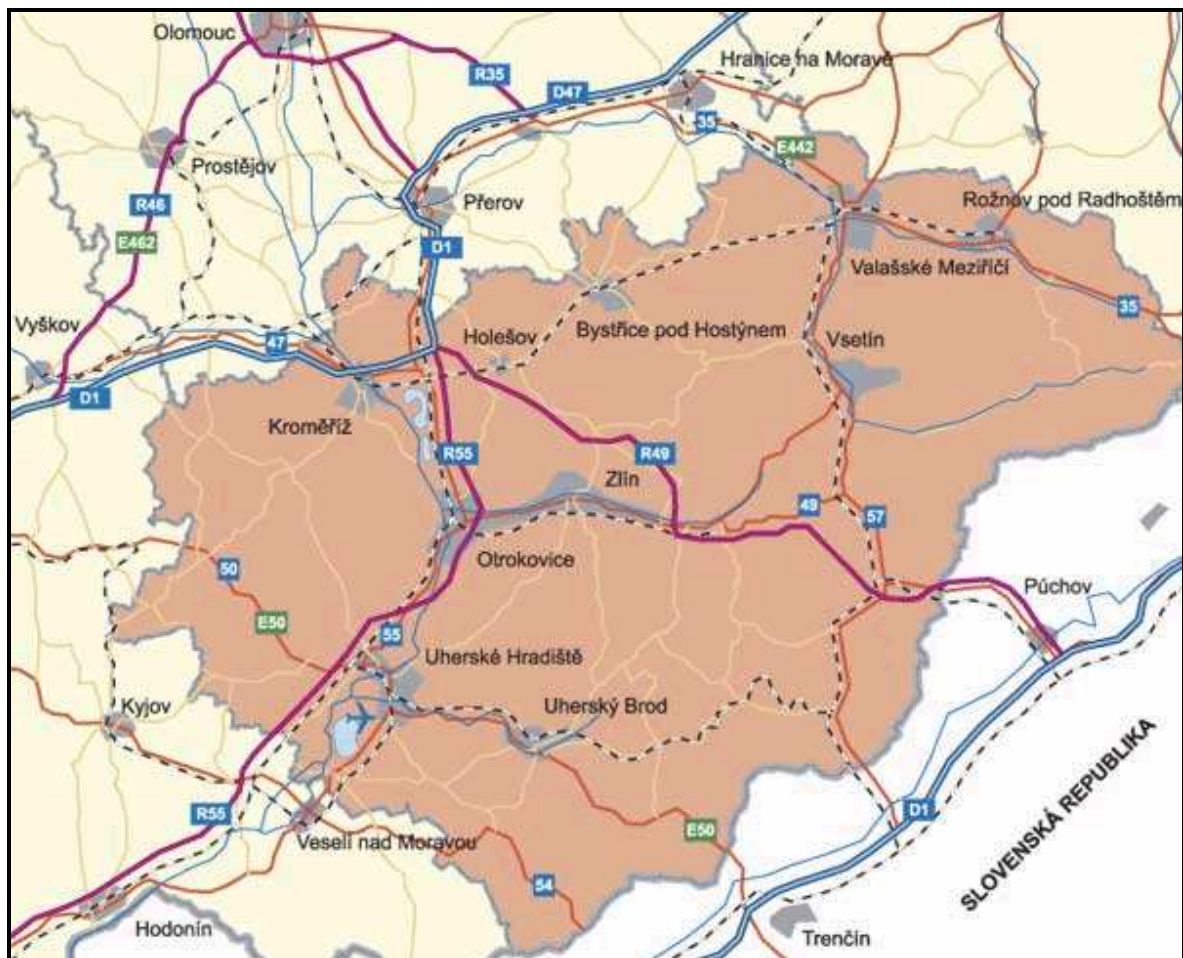 Olomouc
Hranice na Moravě
R35
D47
35
E442
Prostějov
R46
Přerov
Rožnov pod Radhoštěm
E462
D1
Valašské Meziříčí
35
Vyškov
47
Holešov
Bystřice pod Hostýnem
Vsetín
D1
Kroměříž
R55
R49
Zlín
49
57
Otrokovice
50
Púchov
E50
55
Uherské Hradiště
Kyjov
Uherský Brod
R55
D1
E50
Veselí nad Moravou
SLOVENSKÁ REPUBLIKA
54
Hodonín
Trenčín